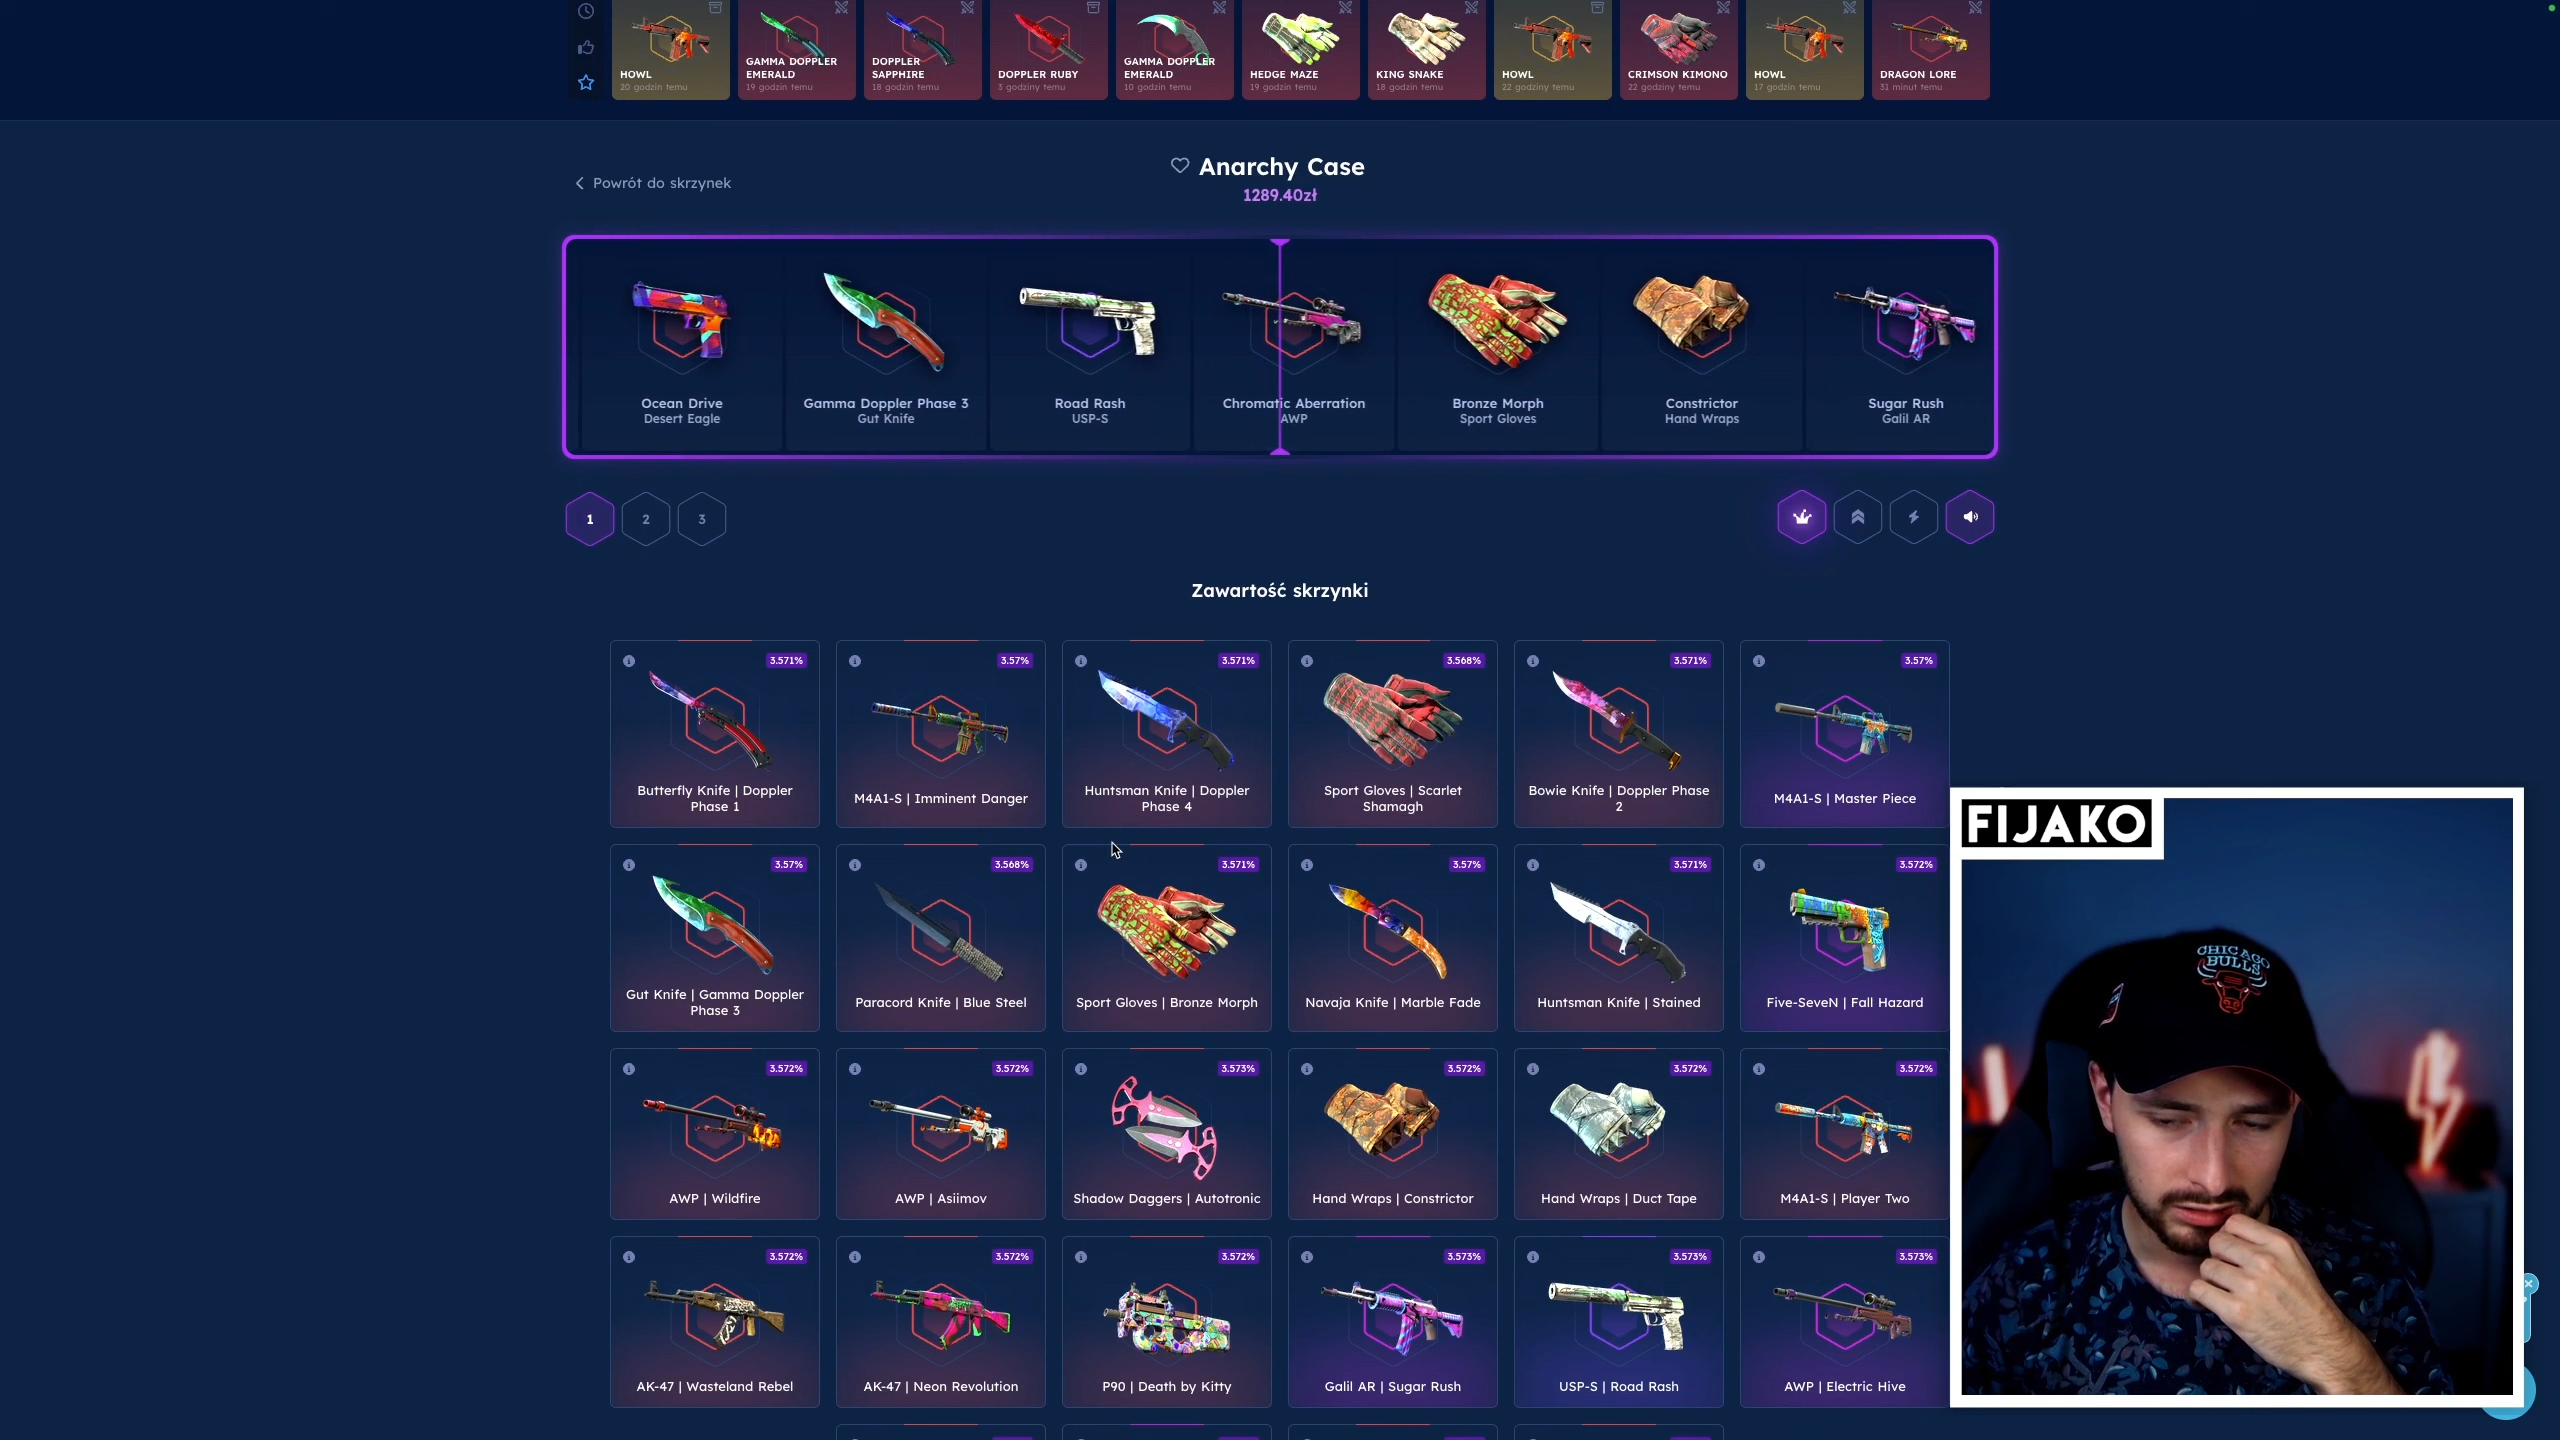 HOWL
20 godzin temu
GAMMA DOPPLER
EMERALD
19 godzin temu
DOPPLER
SAPPHIRE
18 godzin temu
DOPPLER RUBY
3 godziny temu
GAMMA DOPPLER
EMERALD
10 godzin temu
HEDGE MAZE
19 godzin temu
KING SNAKE
18 godzin temu
HOWL
22 godziny temu
CRIMSON KIMONO
22 godziny temu
HOWL
17 godzin temu
DRAGON LORE
31 minut temu
Powrót do skrzynek
Anarchy Case
1289.40zł
Ocean Drive
Desert Eagle
Gamma Doppler Phase 3
Gut Knife
Road Rash
USP-S
Chromatic Aberration
AWP
Bronze Morph
Sport Gloves
Constrictor
Hand Wraps
Sugar Rush
Galil AR
1
2
3
Zawartość skrzynki
3.571%
Butterfly Knife | Doppler
Phase 1
3.57%
M4A1-S | Imminent Danger
3.571%
Huntsman Knife | Doppler
Phase 4
3.568%
Sport Gloves | Scarlet
Shamagh
3.571%
Bowie Knife | Doppler Phase
2
3.57%
M4A1-S | Master Piece
3.57%
Gut Knife | Gamma Doppler
Phase 3
3.568%
Paracord Knife | Blue Steel
3.571%
Sport Gloves | Bronze Morph
3.57%
Navaja Knife | Marble Fade
3.571%
Huntsman Knife | Stained
3.572%
Five-SeveN | Fall Hazard
3.572%
AWP | Wildfire
3.572%
AWP | Asiimov
3.573%
Shadow Daggers | Autotronic
3.572%
Hand Wraps | Constrictor
3.572%
Hand Wraps | Duct Tape
3.572%
M4A1-S | Player Two
3.572%
AK-47 | Wasteland Rebel
3.572%
AK-47 | Neon Revolution
3.572%
P90 | Death by Kitty
3.573%
Galil AR | Sugar Rush
3.573%
USP-S | Road Rash
3.573%
AWP | Electric Hive
FIJAKO
CHICAGO
BULLS